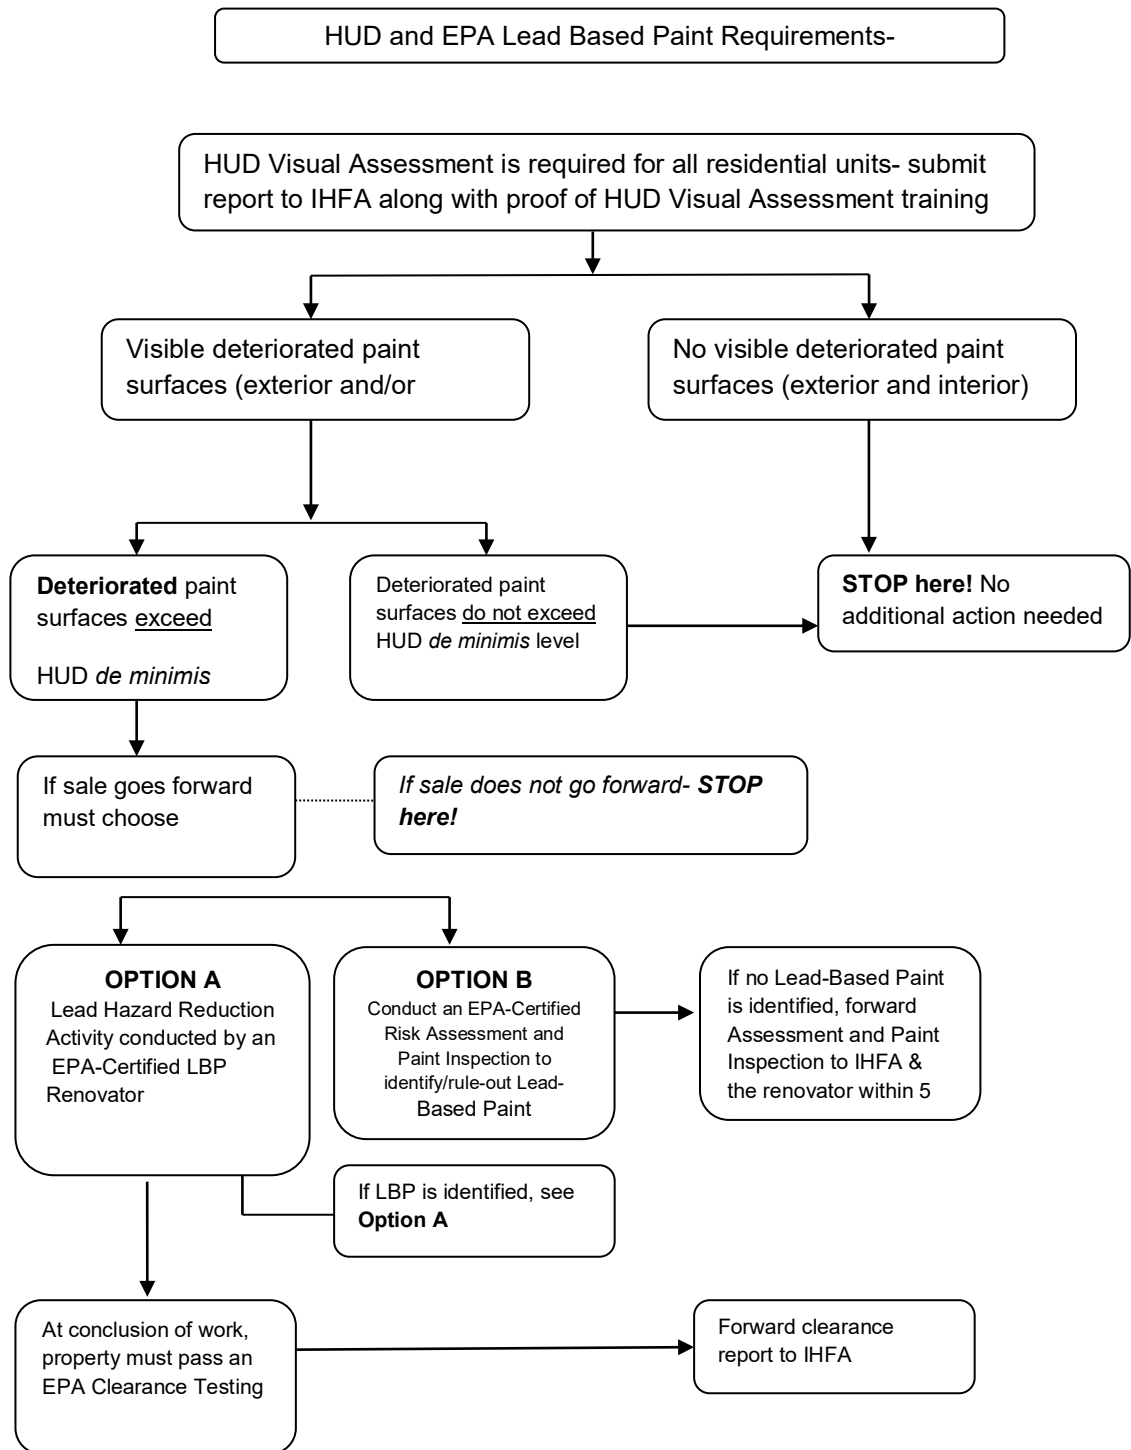 HUD and EPA Lead Based Paint Requirements-
HUD Visual Assessment is required for all residential units- submit
report to IHFA along with proof of HUD Visual Assessment training
Visible deteriorated paint
surfaces (exterior and/or
No visible deteriorated paint
surfaces (exterior and interior)
Deteriorated paint
surfaces exceed
HUD de minimis
Deteriorated paint
surfaces do not exceed
HUD de minimis level
STOP here! No
additional action needed
If sale goes forward
must choose
If sale does not go forward- STOP
here!
OPTION A
Lead Hazard Reduction
Activity conducted by an
EPA-Certified LBP
Renovator
OPTION B
Conduct an EPA-Certified
Risk Assessment and
Paint Inspection to
identify/rule-out Lead-
Based Paint
If no Lead-Based Paint
is identified, forward
Assessment and Paint
Inspection to IHFA &
the renovator within 5
If LBP is identified, see
Option A
At conclusion of work,
property must pass an
EPA Clearance Testing
Forward clearance
report to IHFA